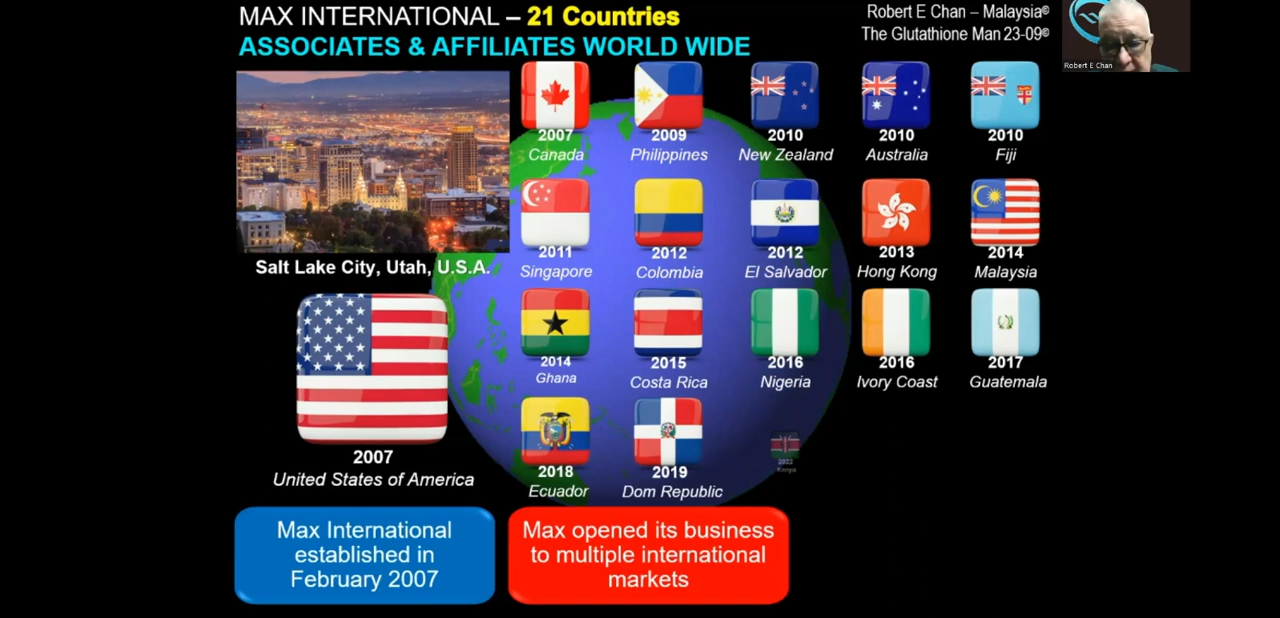 MAX INTERNATIONAL – 21 Countries
ASSOCIATES & AFFILIATES WORLD WIDE
Robert E Chan – Malaysia©
The Glutathione Man 23-09©
Robert E Chan
Salt Lake City, Utah, U.S.A.
2007
United States of America
2007
Canada
2009
Philippines
2010
New Zealand
2010
Australia
2010
Fiji
2011
Singapore
2012
Colombia
2012
El Salvador
2013
Hong Kong
2014
Malaysia
2014
Ghana
2015
Costa Rica
2016
Nigeria
2016
Ivory Coast
2017
Guatemala
2018
Ecuador
2019
Dom Republic
2022
Kenya
Max International
established in
February 2007
Max opened its business
to multiple international
markets